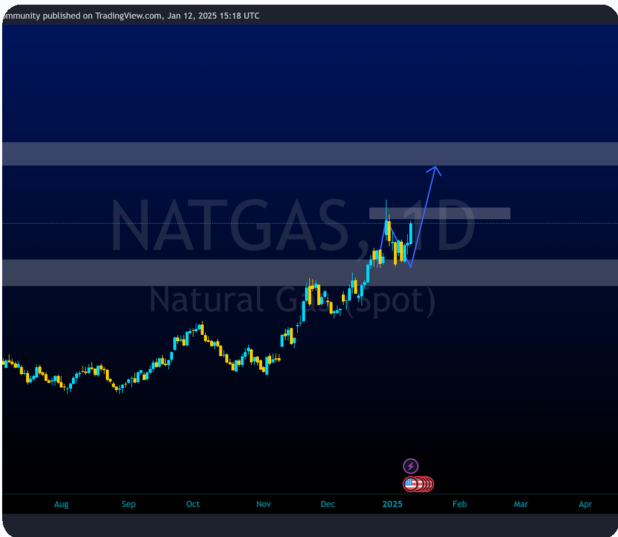 mmunity published on TradingView.com, Jan 12, 2025 15:18 UTC
NATGAS, 1D
Natural Gas (Spot)
Aug Sep Oct Nov Dec 2025 Feb Mar Apr